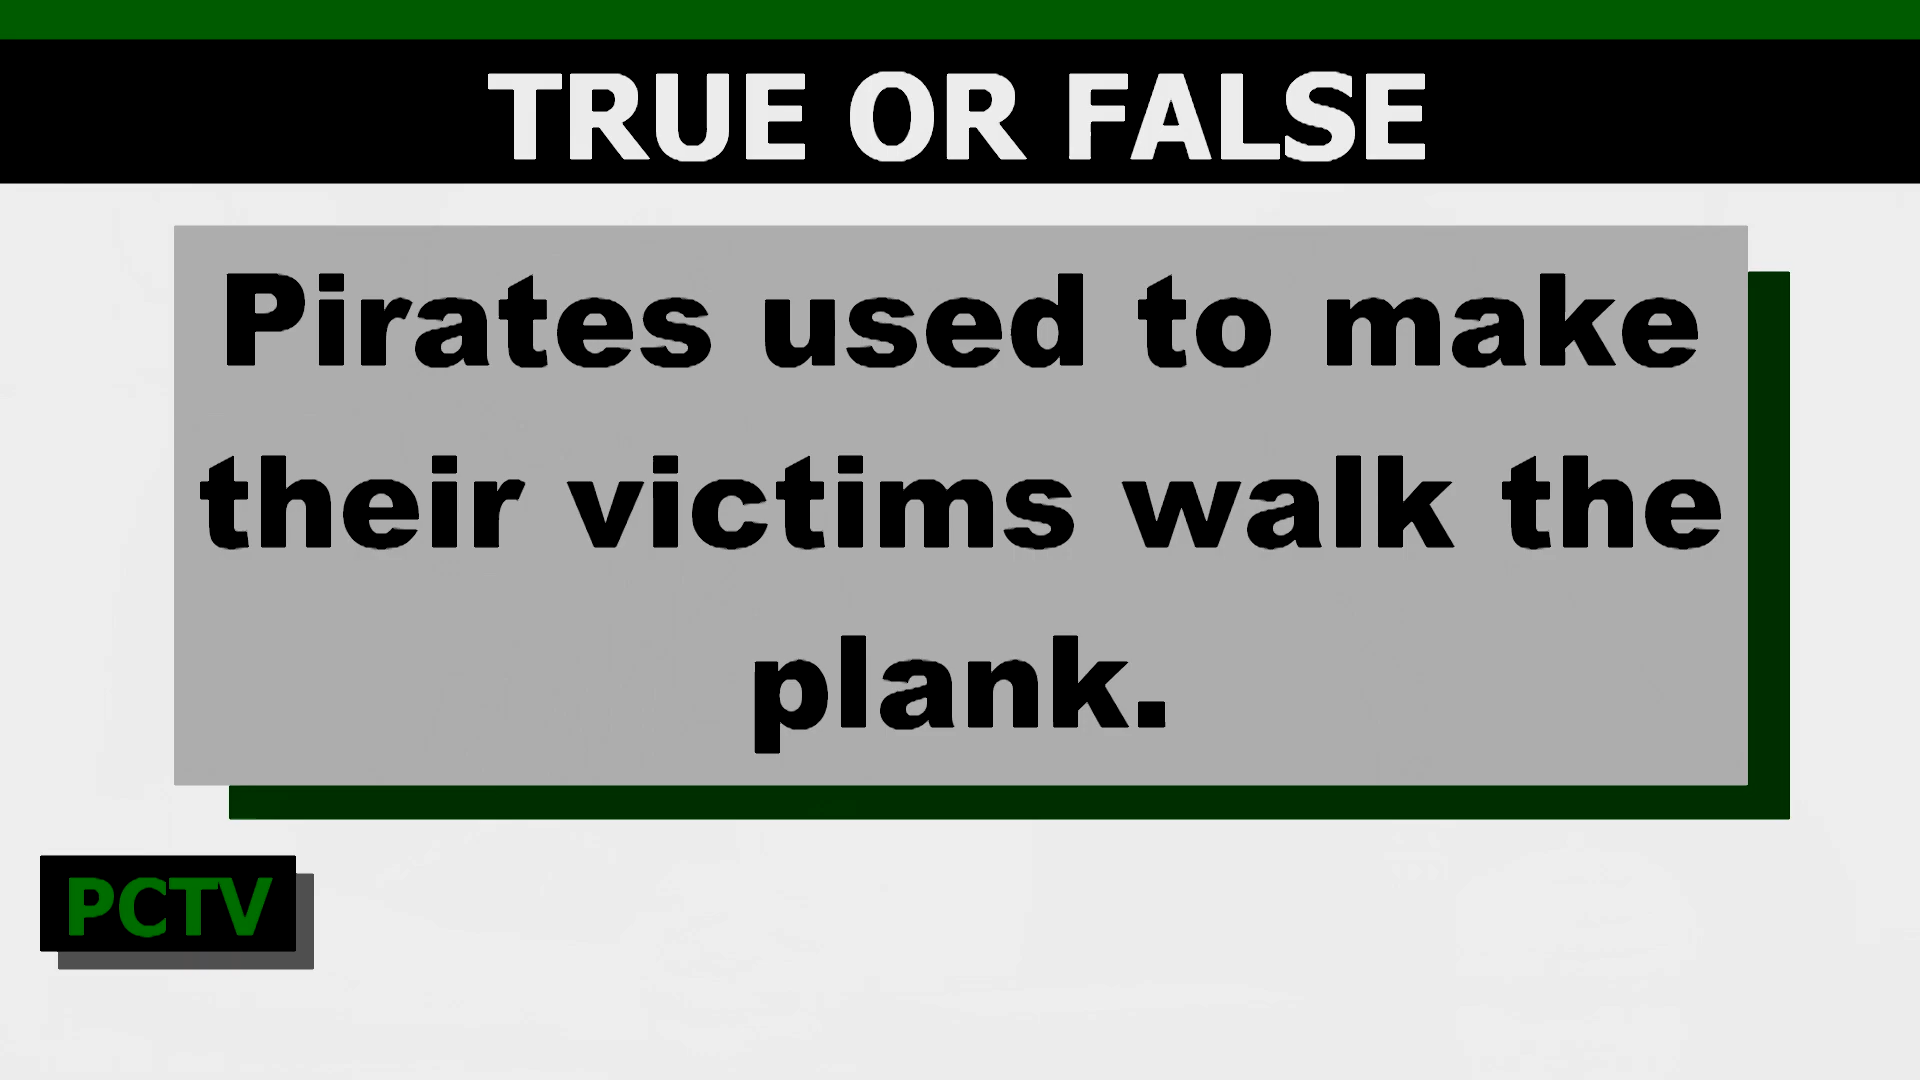 TRUE OR FALSE
Pirates used to make
their victims walk the
plank.
PCTV